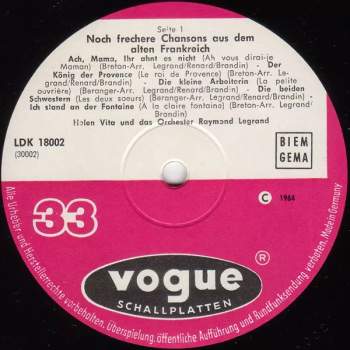 Seite 1
Noch frechere Chansons aus dem
alten Frankreich
Ach, Mama, Ihr ahnt es nicht (Ah vous dirai-je
Maman) (Breton-Arr. Legrand/Renard/Brandin) - Der
König der Provence (Le roi de Provence) (Breton-Arr.
Legrand/Renard/Brandin) - Die kleine Arbeiterin (La petite
ouvrière) (Beranger-Arr. Legrand/Renard/Brandin) - Die beiden
Schwestern (Les deux soeurs) (Beranger-Arr. Legrand/Brandin) -
Ich stand an der Fontaine (A la claire fontaine) (Breton-Arr. Legrand/
Brandin)
Helen Vita und das Orchester Raymond Legrand
LDK 18002
(30002)
BIEM
GEMA
33
C 1964
vogue ®
SCHALLPLATTEN
Alle Urheber- und Herstellerrechte vorbehalten. Überspielung, öffentliche Aufführung und Rundfunksendung verboten. Made in Germany